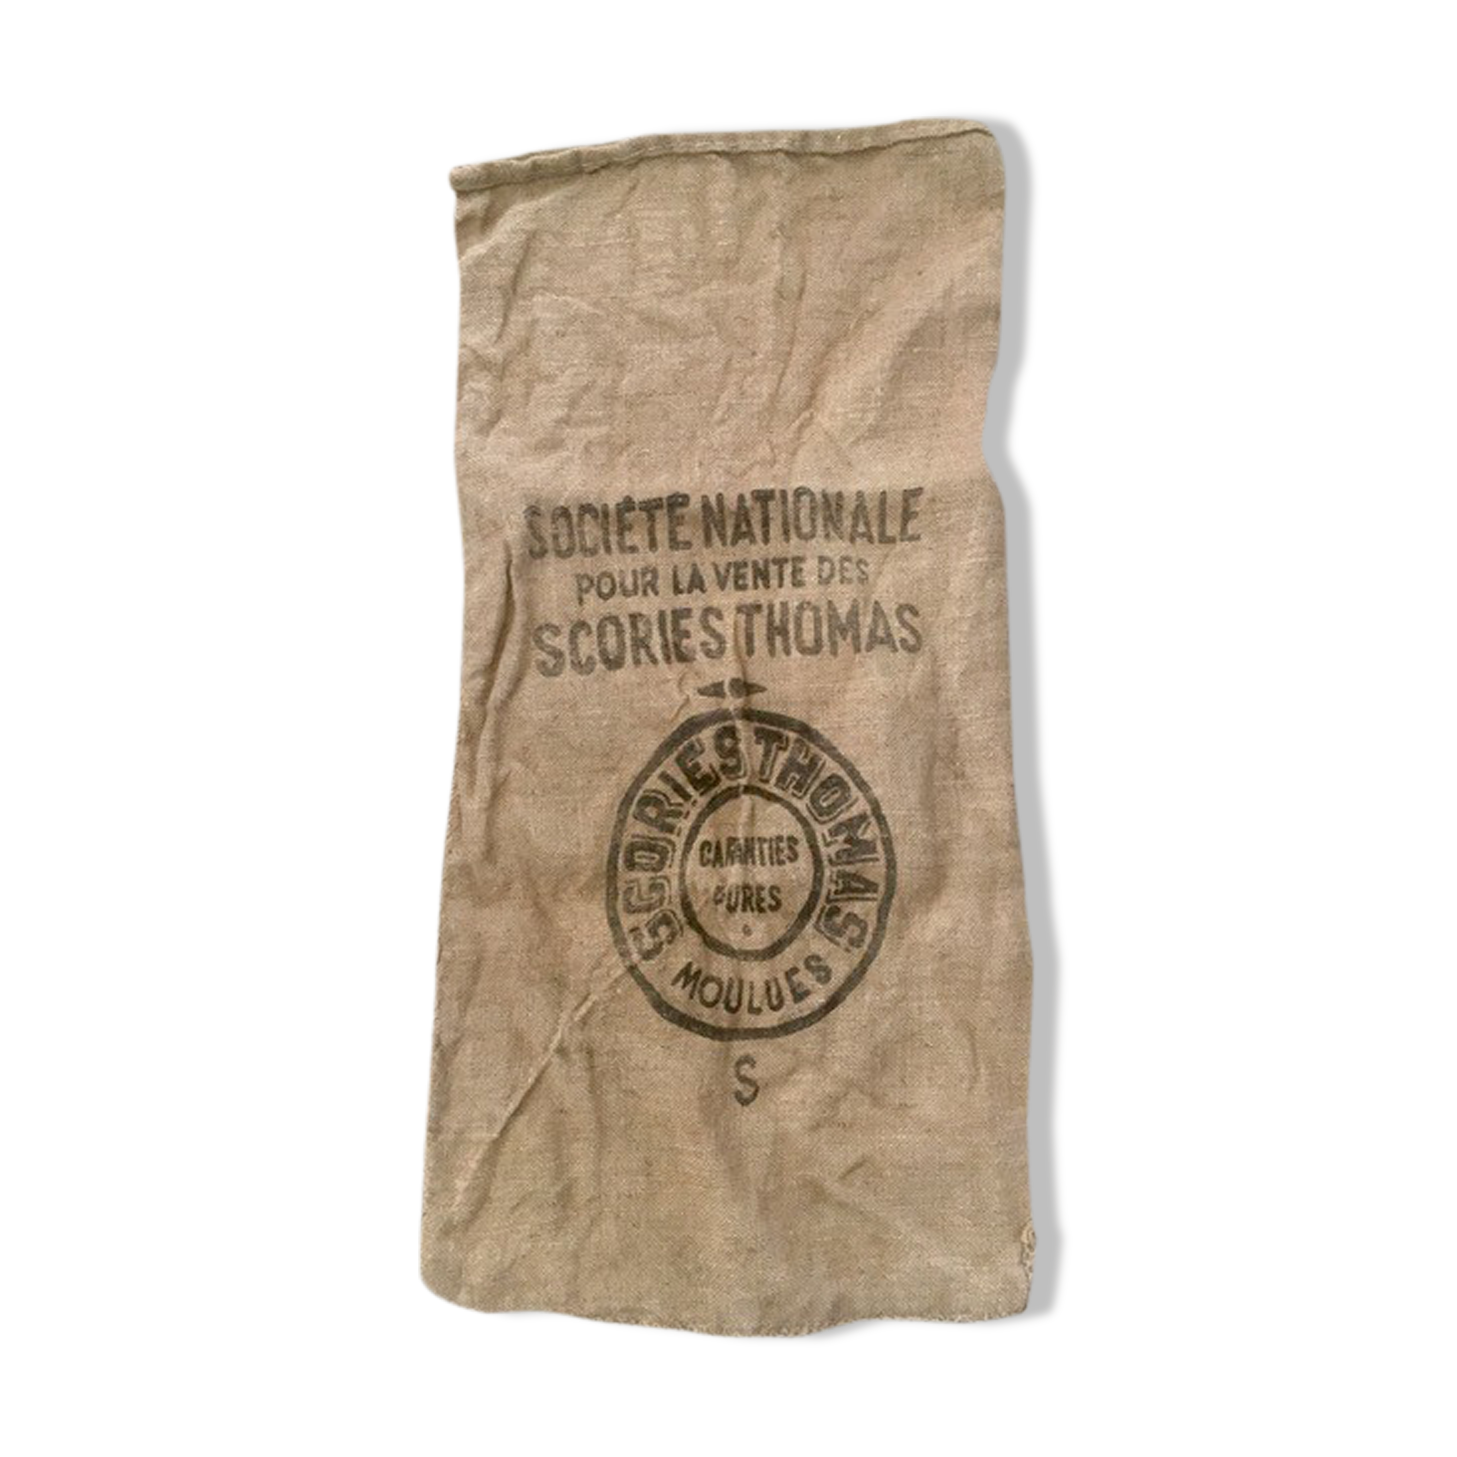 SOCIÉTÉ NATIONALE
POUR LA VENTE DES
SCORIES THOMAS
SCORIES THOMAS
GARANTIES
PURES
MOULUES
S